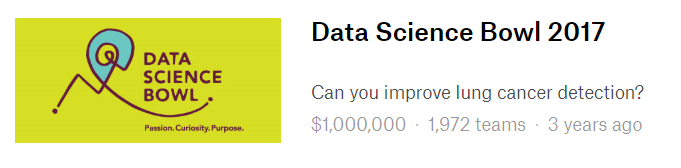 DATA
SCIENCE
BOWL
Passion. Curiosity. Purpose.
Data Science Bowl 2017
Can you improve lung cancer detection?
$1,000,000 · 1,972 teams · 3 years ago